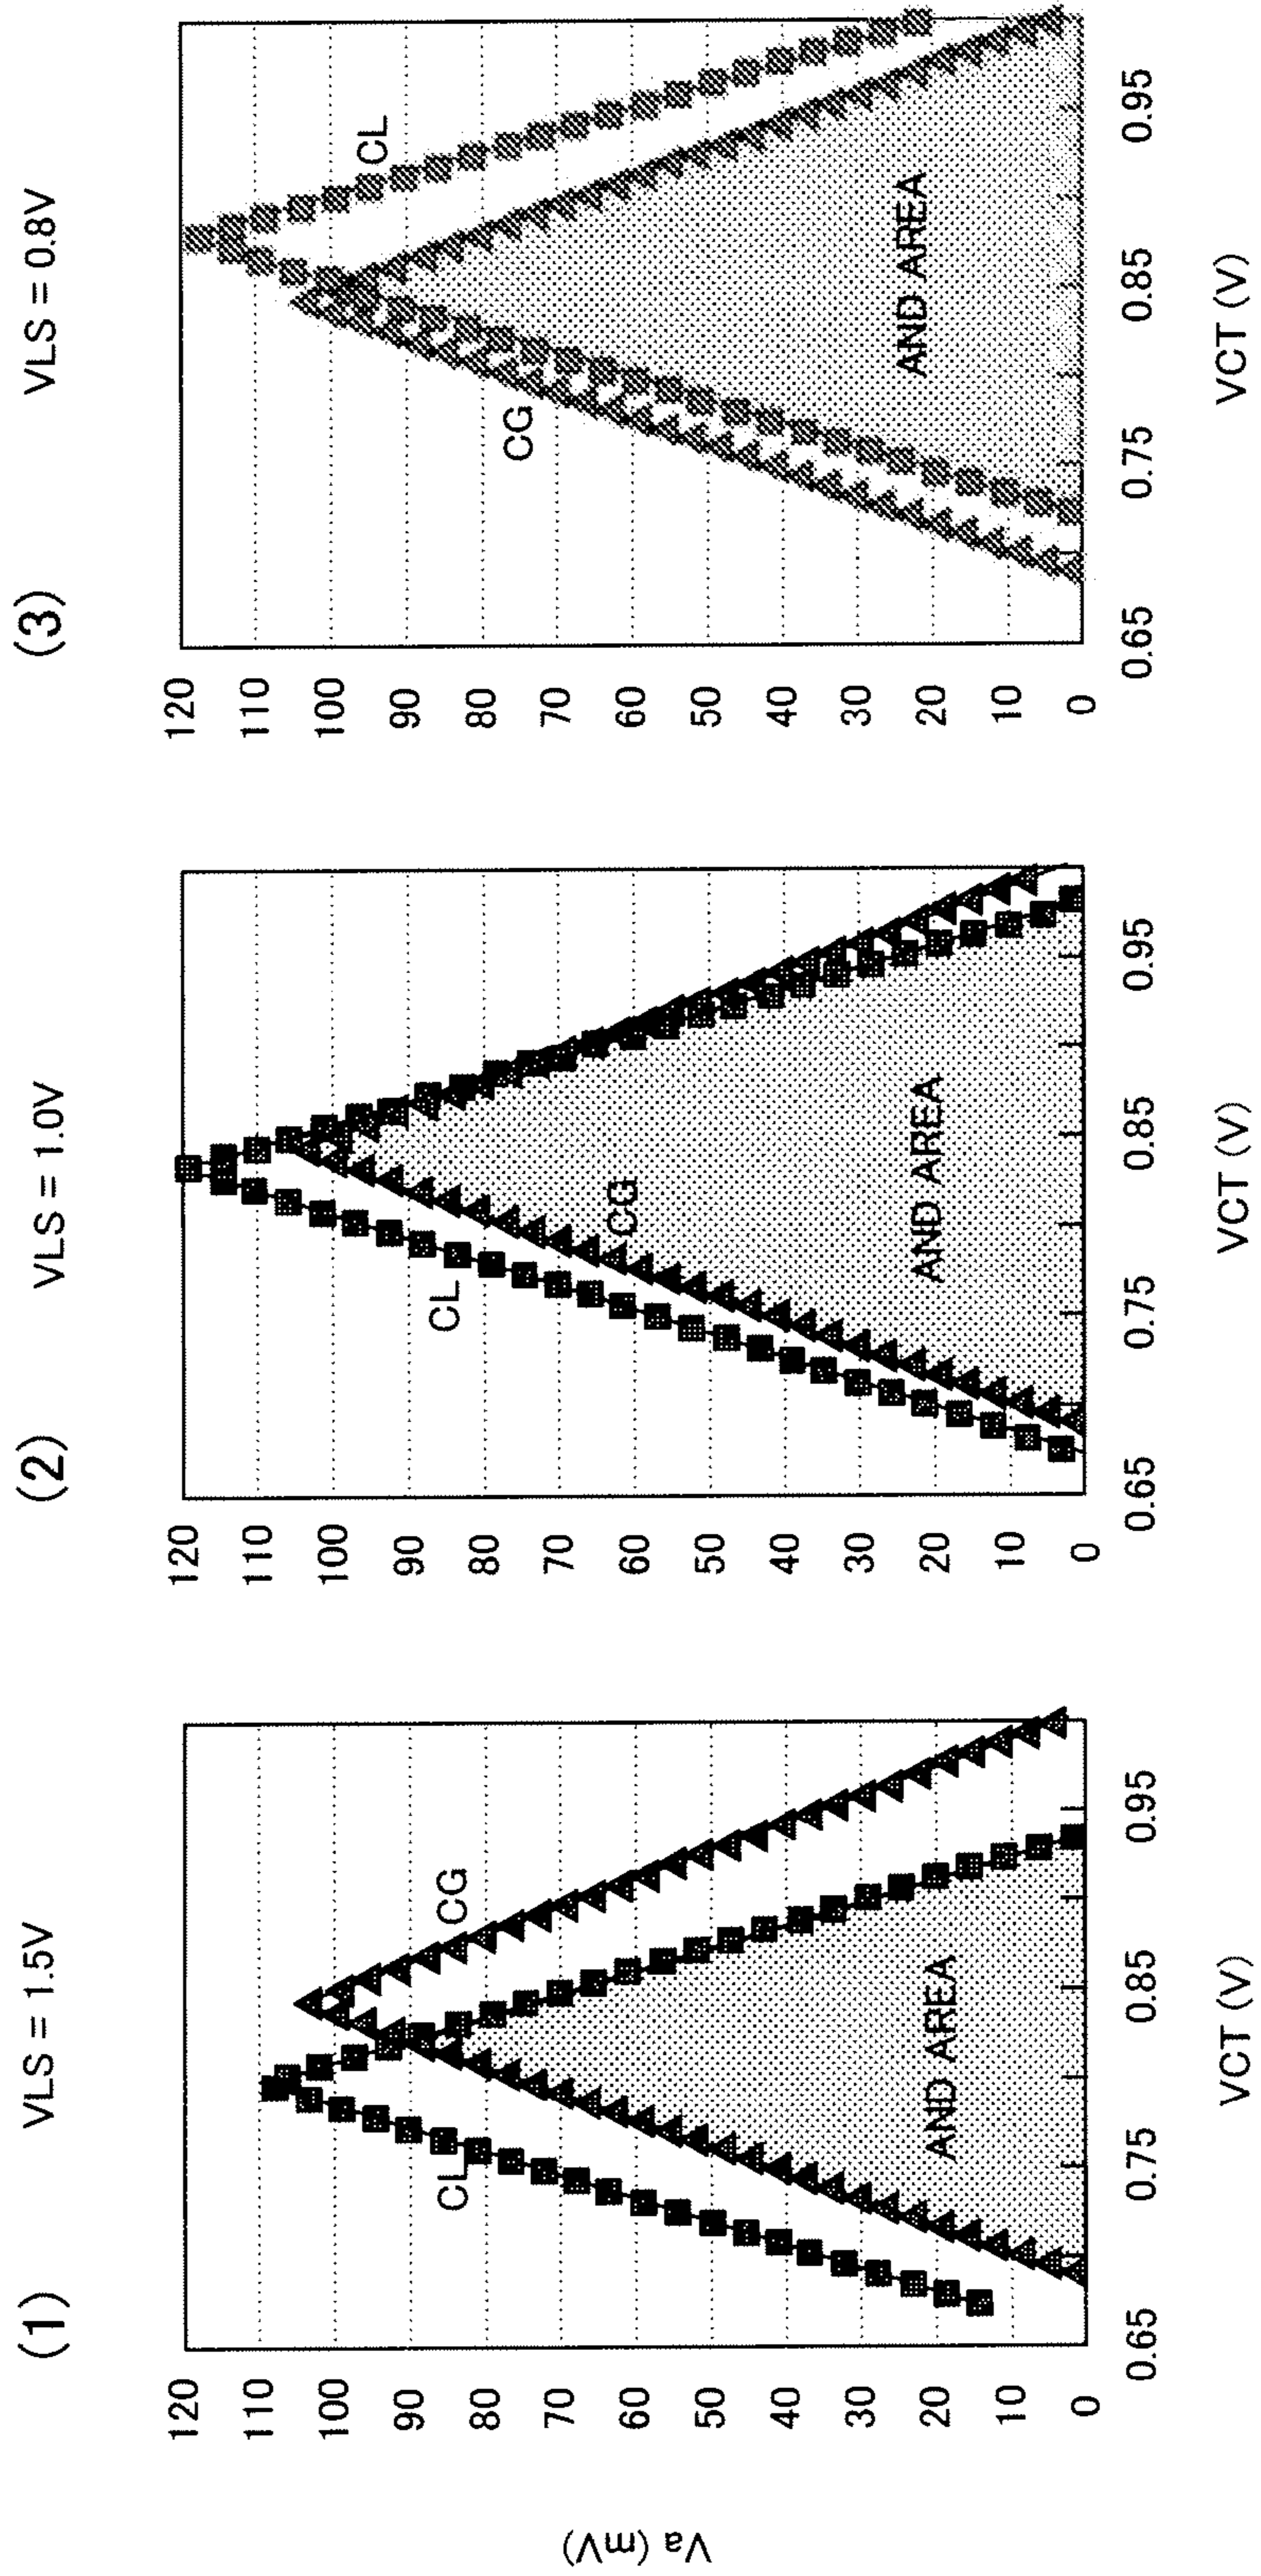 (1) VLS = 1.5V
Va (mV)
120
110
100
90
80
70
60
50
40
30
20
10
0
CL
CG
AND AREA
0.65 0.75 0.85 0.95
VCT (V)
(2) VLS = 1.0V
120
110
100
90
80
70
60
50
40
30
20
10
0
CL
CG
AND AREA
0.65 0.75 0.85 0.95
VCT (V)
(3) VLS = 0.8V
120
110
100
90
80
70
60
50
40
30
20
10
0
CL
CG
AND AREA
0.65 0.75 0.85 0.95
VCT (V)